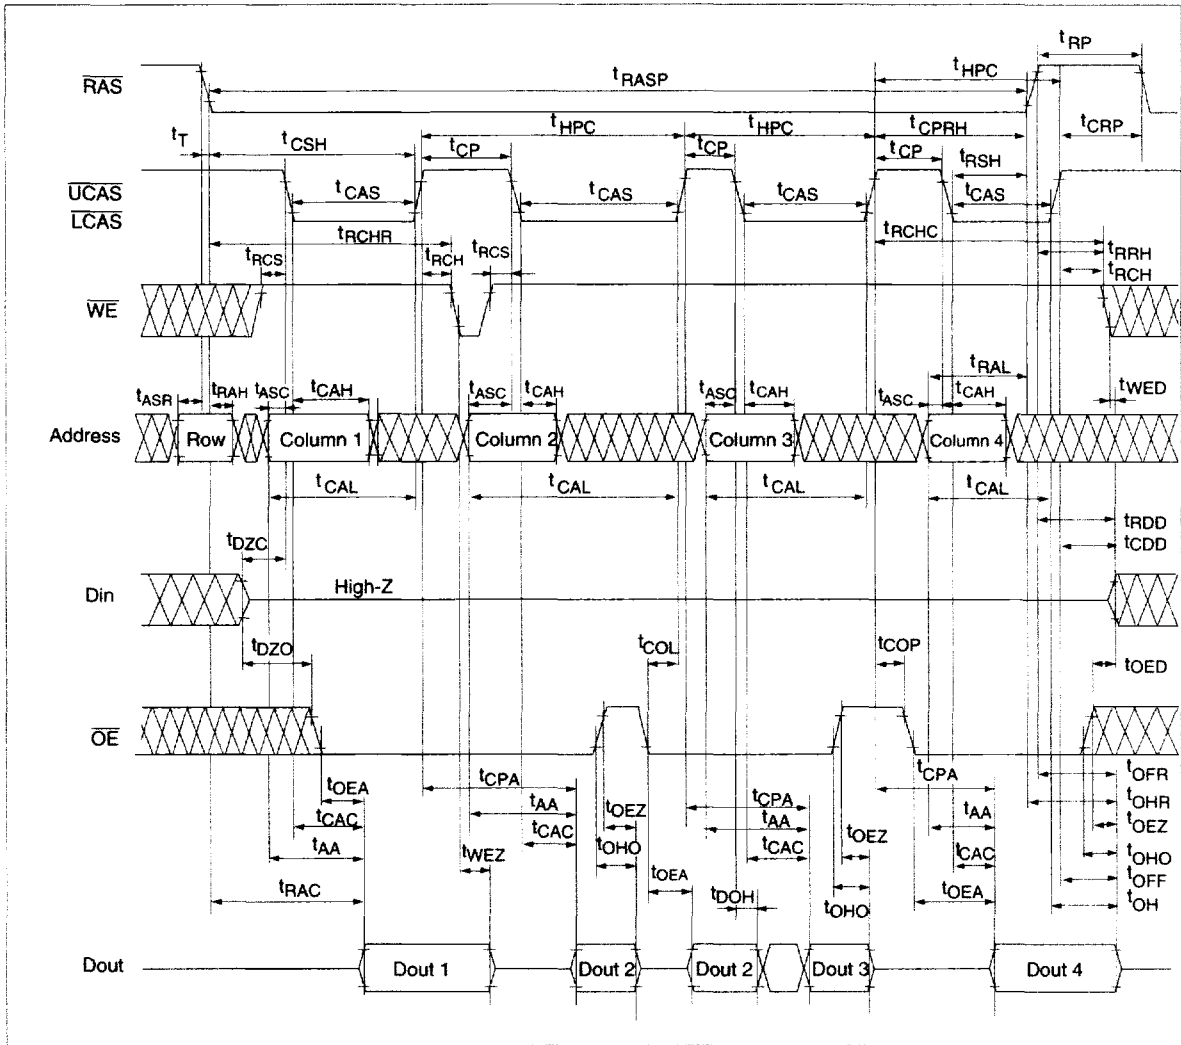 tRP
tHPC
tRASP
RAS
tHPC
tHPC
tCPRH
tCRP
tT
tCSH
tCP
tCP
tCP
tRSH
UCAS
tCAS
tCAS
tCAS
tCAS
LCAS
tRCHR
tRCHC
tRCS
tRCH
tRCS
tRRH
tRCH
WE
tRAL
tWED
tASR
tRAH
tASC
tCAH
tASC
tCAH
tASC
tCAH
tASC
tCAH
Address
Row
Column 1
Column 2
Column 3
Column 4
tCAL
tCAL
tCAL
tCAL
tRDD
tDZC
tCDD
Din
High-Z
tDZO
tCOL
tCOP
tOED
OE
tOEA
tCPA
tCPA
tOFR
tCPA
tOHR
tAA
tOEZ
tAA
tAA
tOEZ
tCAC
tCAC
tOEZ
tCAC
tCAC
tOHO
tAA
tWEZ
tOHO
tOFF
tRAC
tOEA
tDOH
tOHO
tOEA
tOH
Dout
Dout 1
Dout 2
Dout 2
Dout 3
Dout 4